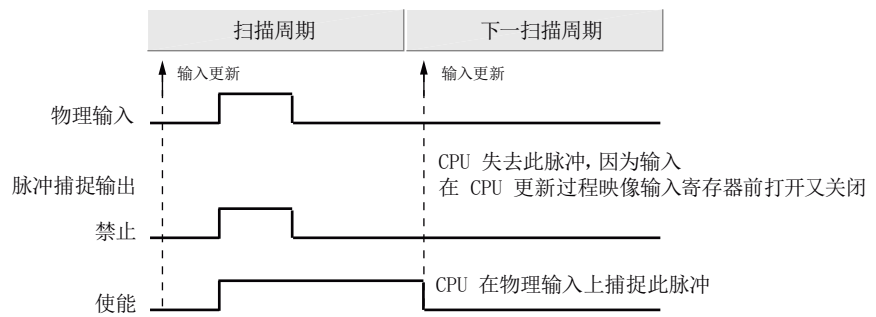 扫描周期 下一扫描周期
输入更新 输入更新
物理输入
CPU 失去此脉冲, 因为输入
脉冲捕捉输出 在 CPU 更新过程映像输入寄存器前打开又关闭
禁止
CPU 在物理输入上捕捉此脉冲
使能